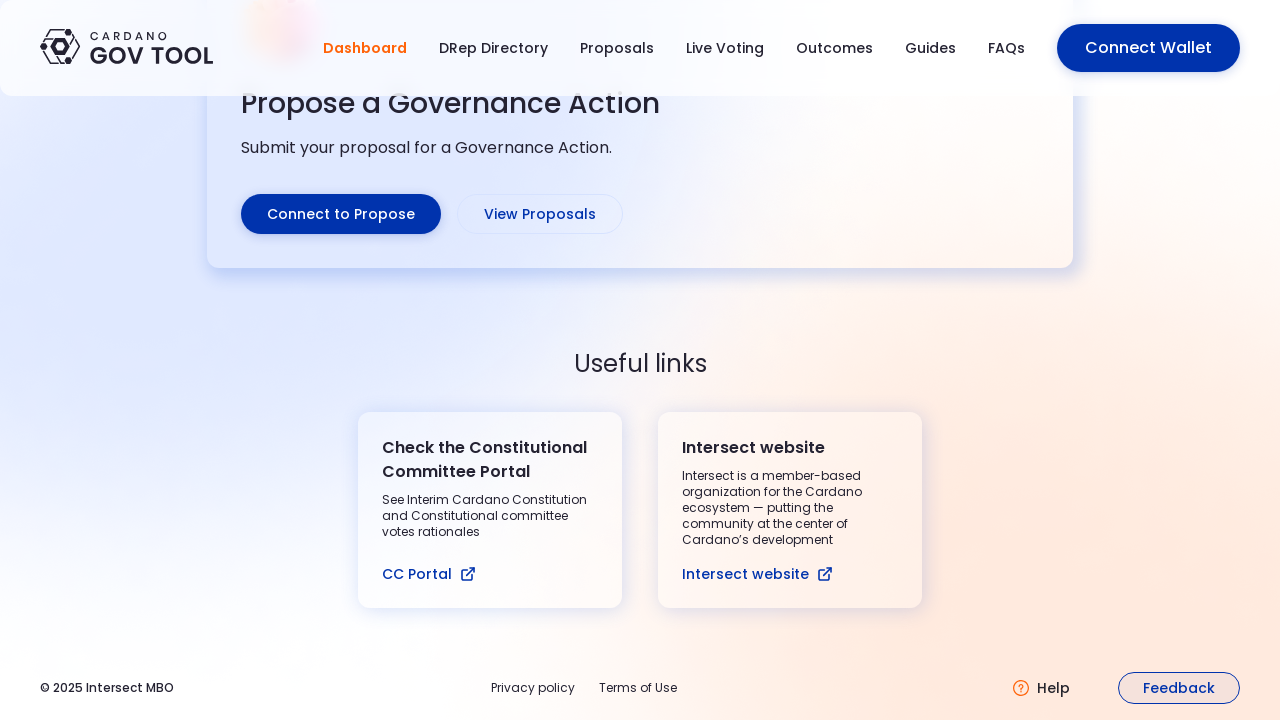 CARDANO
GOV TOOL
Dashboard
DRep Directory
Proposals
Live Voting
Outcomes
Guides
FAQs
Connect Wallet
Propose a Governance Action
Submit your proposal for a Governance Action.
Connect to Propose
View Proposals
Useful links
Check the Constitutional
Committee Portal
See Interim Cardano Constitution
and Constitutional committee
votes rationales
CC Portal
Intersect website
Intersect is a member-based
organization for the Cardano
ecosystem — putting the
community at the center of
Cardano’s development
Intersect website
© 2025 Intersect MBO
Privacy policy
Terms of Use
Help
Feedback